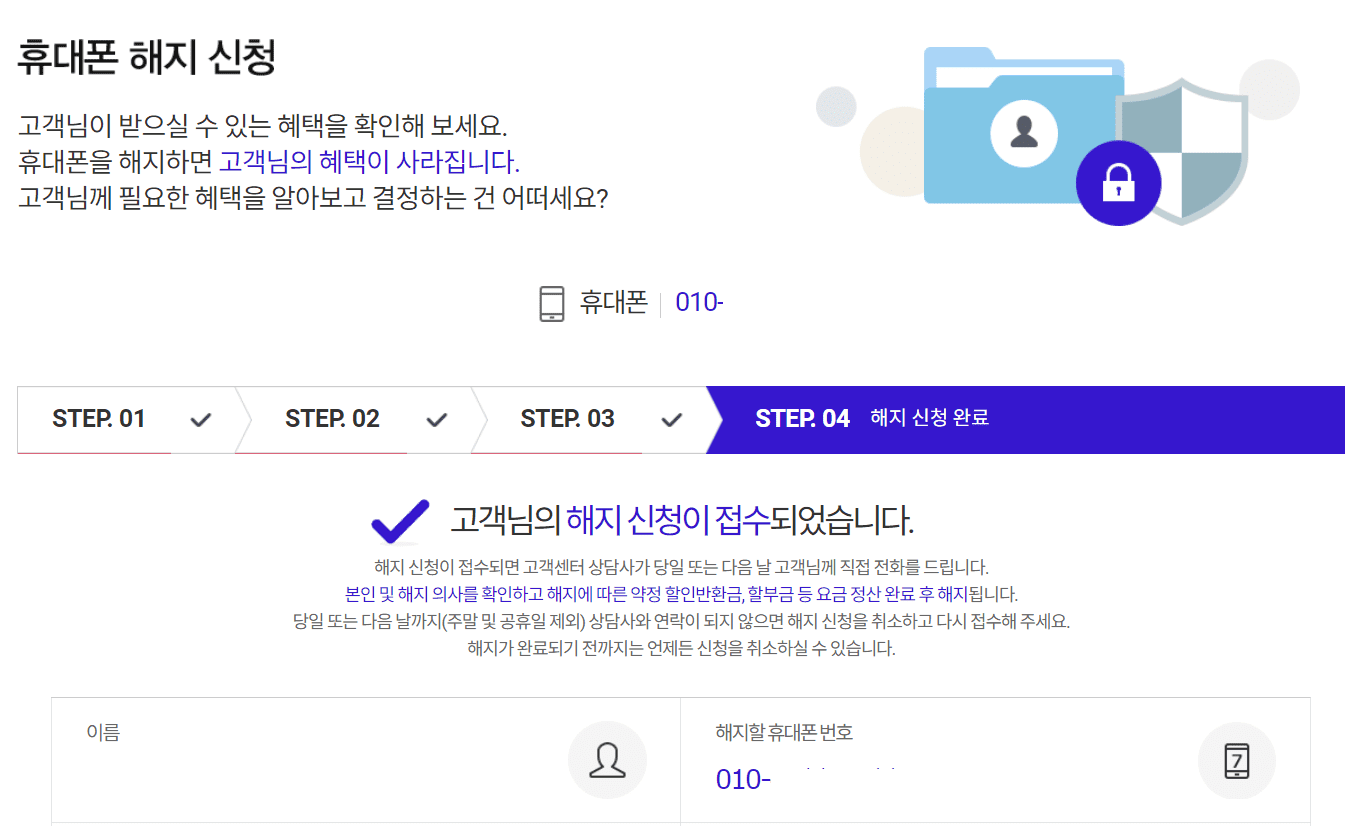 휴대폰 해지 신청
고객님이 받으실 수 있는 혜택을 확인해 보세요.
휴대폰을 해지하면 고객님의 혜택이 사라집니다.
고객님께 필요한 혜택을 알아보고 결정하는 건 어떠세요?
휴대폰 010-
STEP. 01 STEP. 02 STEP. 03 STEP. 04 해지 신청 완료
고객님의 해지 신청이 접수되었습니다.
해지 신청이 접수되면 고객센터 상담사가 당일 또는 다음 날 고객님께 직접 전화를 드립니다.
본인 및 해지 의사를 확인하고 해지에 따른 약정 할인반환금, 할부금 등 요금 정산 완료 후 해지됩니다.
당일 또는 다음 날까지(주말 및 공휴일 제외) 상담사와 연락이 되지 않으면 해지 신청을 취소하고 다시 접수해 주세요.
해지가 완료되기 전까지는 언제든 신청을 취소하실 수 있습니다.
이름
해지할 휴대폰 번호
010-
7